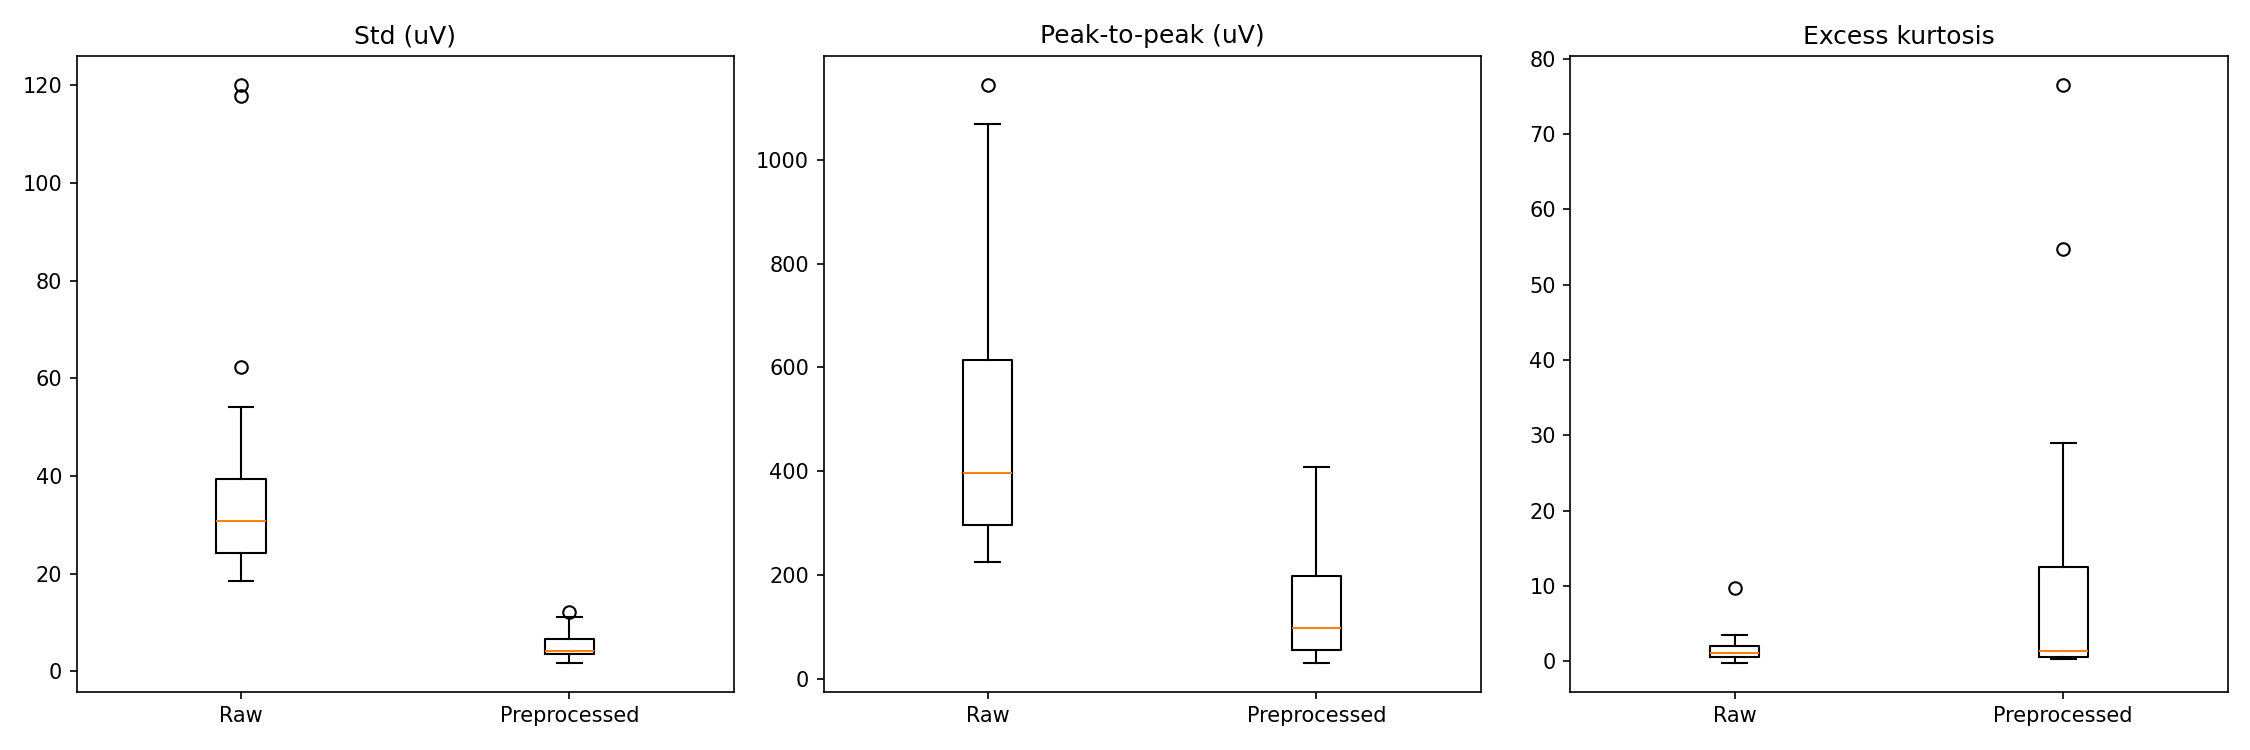 Std (uV)
120
100
80
60
40
20
0
Raw
Preprocessed
Peak-to-peak (uV)
1000
800
600
400
200
0
Raw
Preprocessed
Excess kurtosis
80
70
60
50
40
30
20
10
0
Raw
Preprocessed